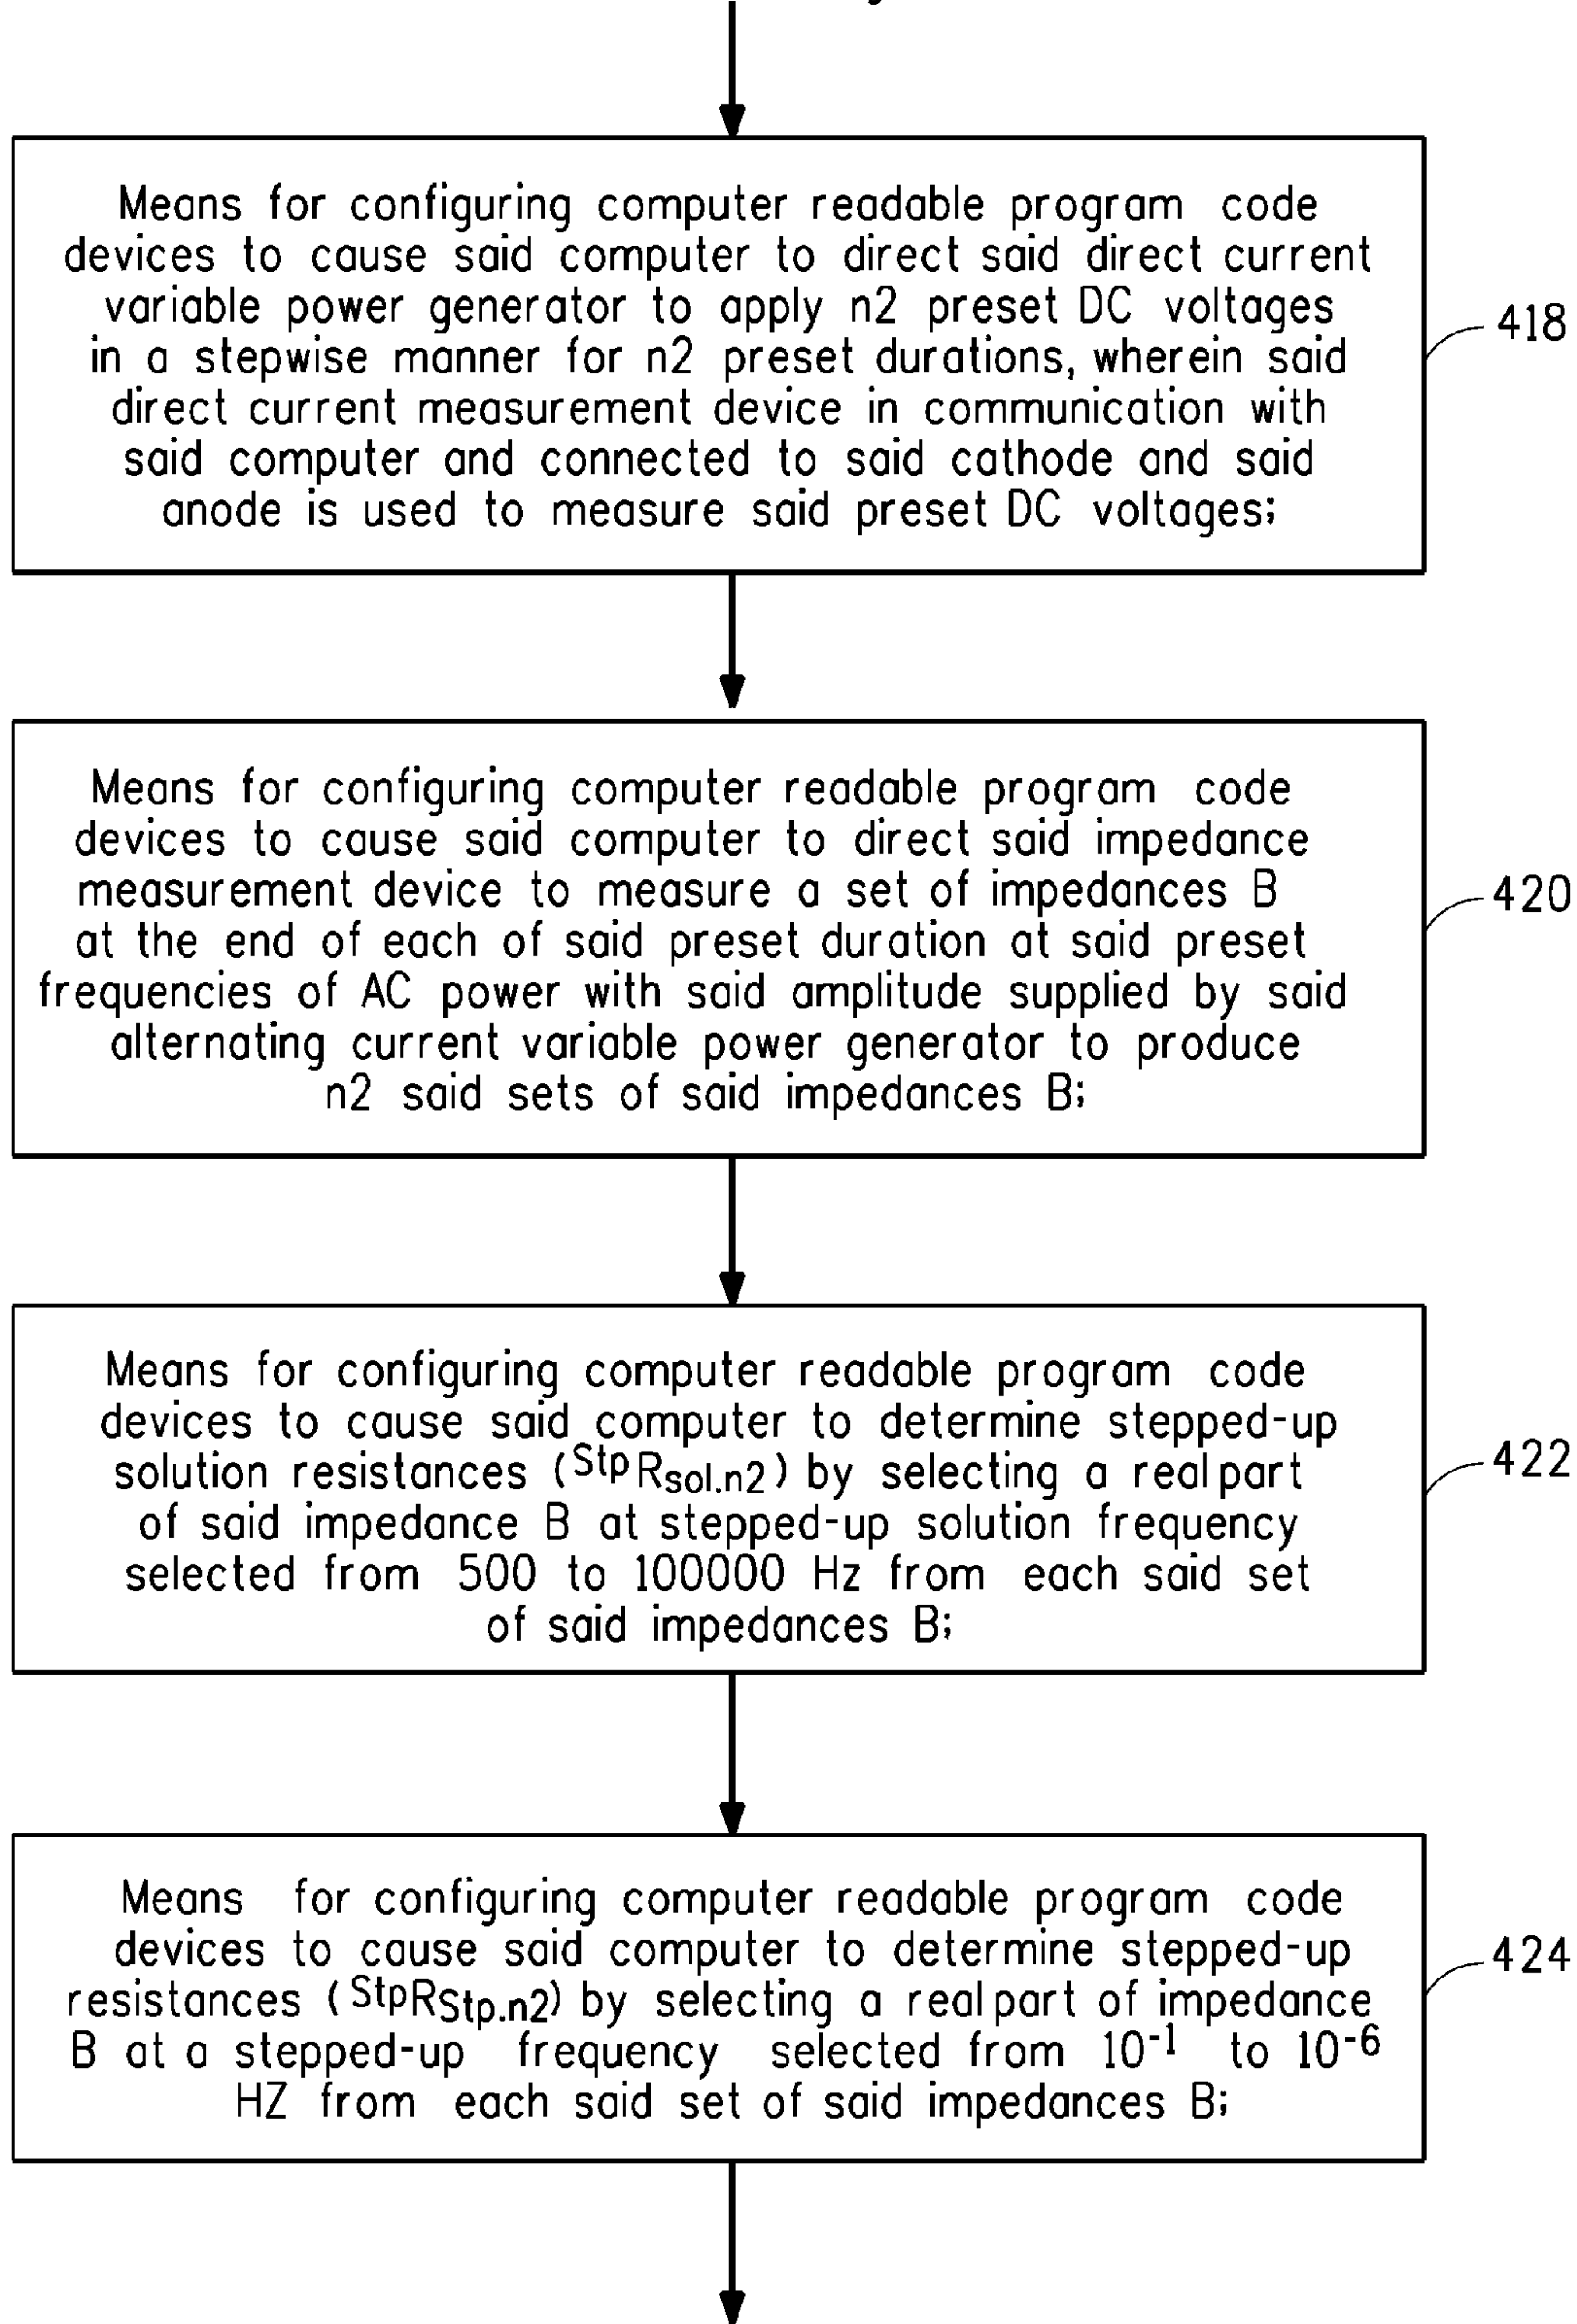 Means for configuring computer readable program code
devices to cause said computer to direct said direct current
variable power generator to apply n2 preset DC voltages
in a stepwise manner for n2 preset durations, wherein said
direct current measurement device in communication with
said computer and connected to said cathode and said
anode is used to measure said preset DC voltages;
418
Means for configuring computer readable program code
devices to cause said computer to direct said impedance
measurement device to measure a set of impedances B
at the end of each of said preset duration at said preset
frequencies of AC power with said amplitude supplied by said
alternating current variable power generator to produce
n2 said sets of said impedances B;
420
Means for configuring computer readable program code
devices to cause said computer to determine stepped-up
solution resistances (StpRsol.n2) by selecting a real part
of said impedance B at stepped-up solution frequency
selected from 500 to 100000 Hz from each said set
of said impedances B;
422
Means for configuring computer readable program code
devices to cause said computer to determine stepped-up
resistances (StpRStp.n2) by selecting a real part of impedance
B at a stepped-up frequency selected from 10⁻¹ to 10⁻⁶
HZ from each said set of said impedances B;
424